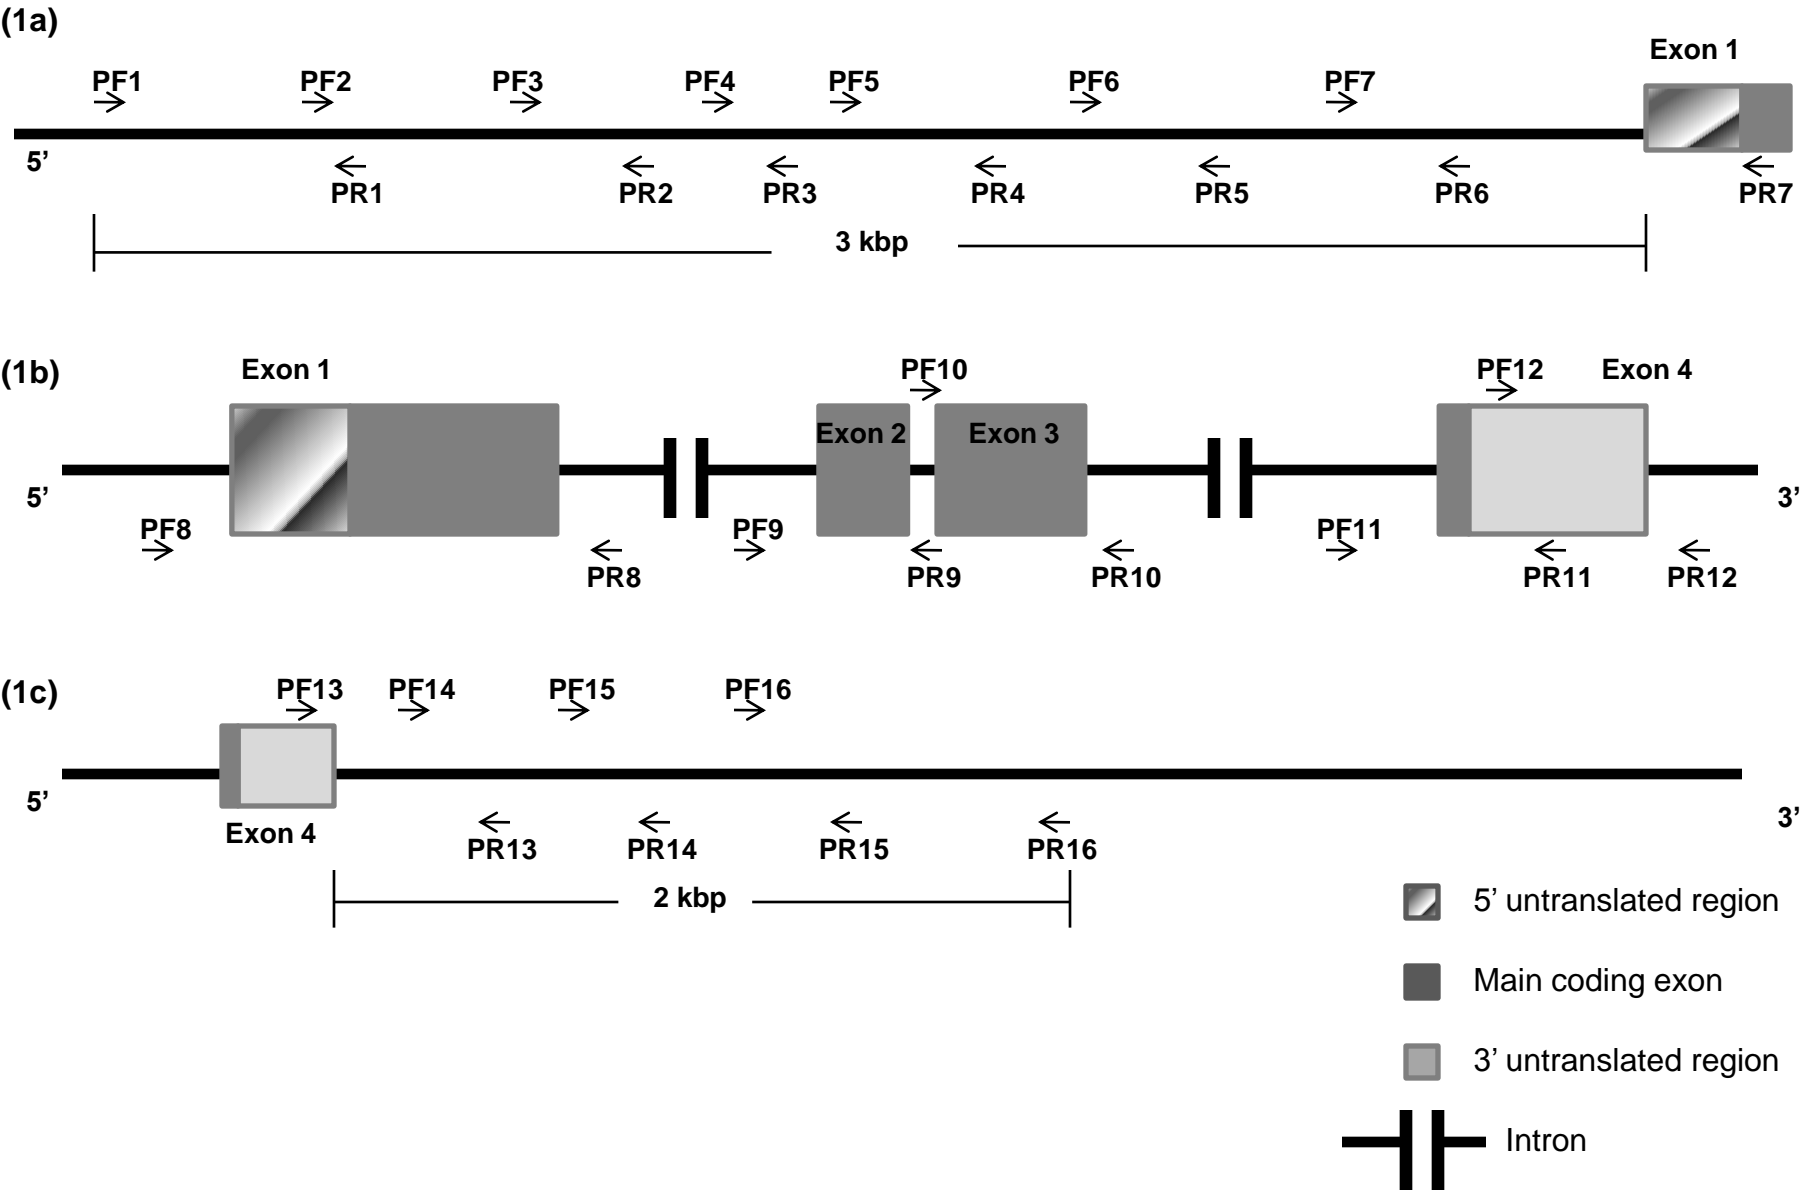 (1a)
Exon 1
PF1 PF2 PF3 PF4 PF5 PF6 PF7
5’
PR1 PR2 PR3 PR4 PR5 PR6 PR7
3 kbp
(1b)
Exon 1 PF10 PF12 Exon 4
Exon 2 Exon 3
5’ 3’
PF8 PF9 PF11
PR8 PR9 PR10 PR11 PR12
(1c)
PF13 PF14 PF15 PF16
5’ 3’
Exon 4 PR13 PR14 PR15 PR16
2 kbp
5’ untranslated region
Main coding exon
3’ untranslated region
Intron